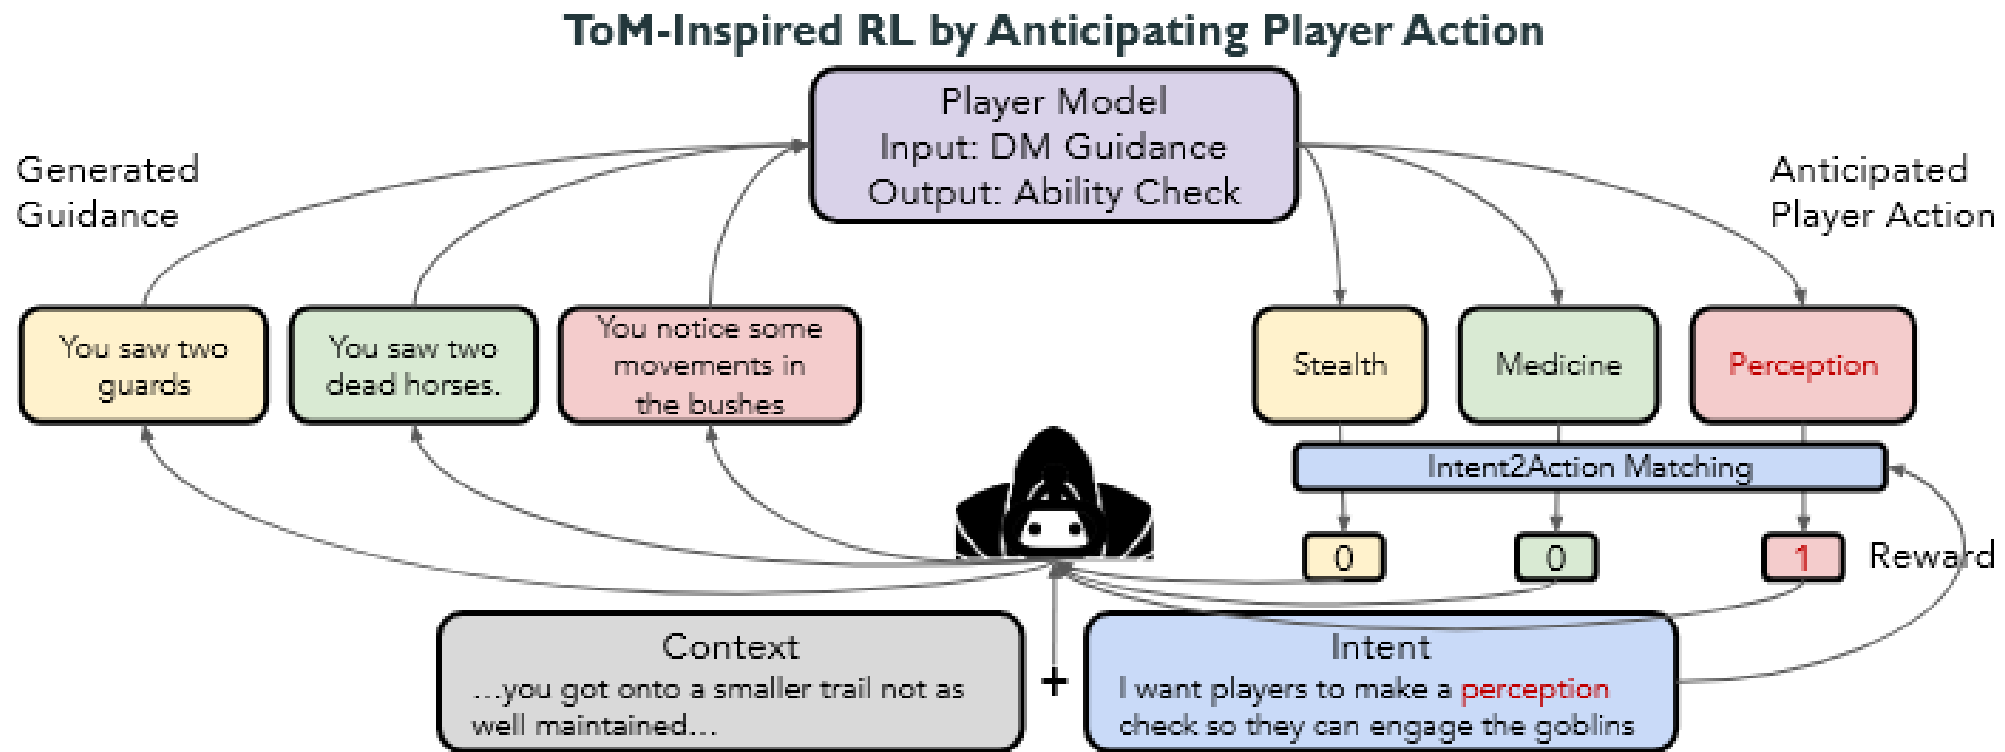 ToM-Inspired RL by Anticipating Player Action
Player Model
Input: DM Guidance
Output: Ability Check
Generated
Guidance
Anticipated
Player Action
You saw two
guards
You saw two
dead horses.
You notice some
movements in
the bushes
Stealth
Medicine
Perception
Intent2Action Matching
0
0
1
Reward
Context
...you got onto a smaller trail not as
well maintained...
+
Intent
I want players to make a perception
check so they can engage the goblins